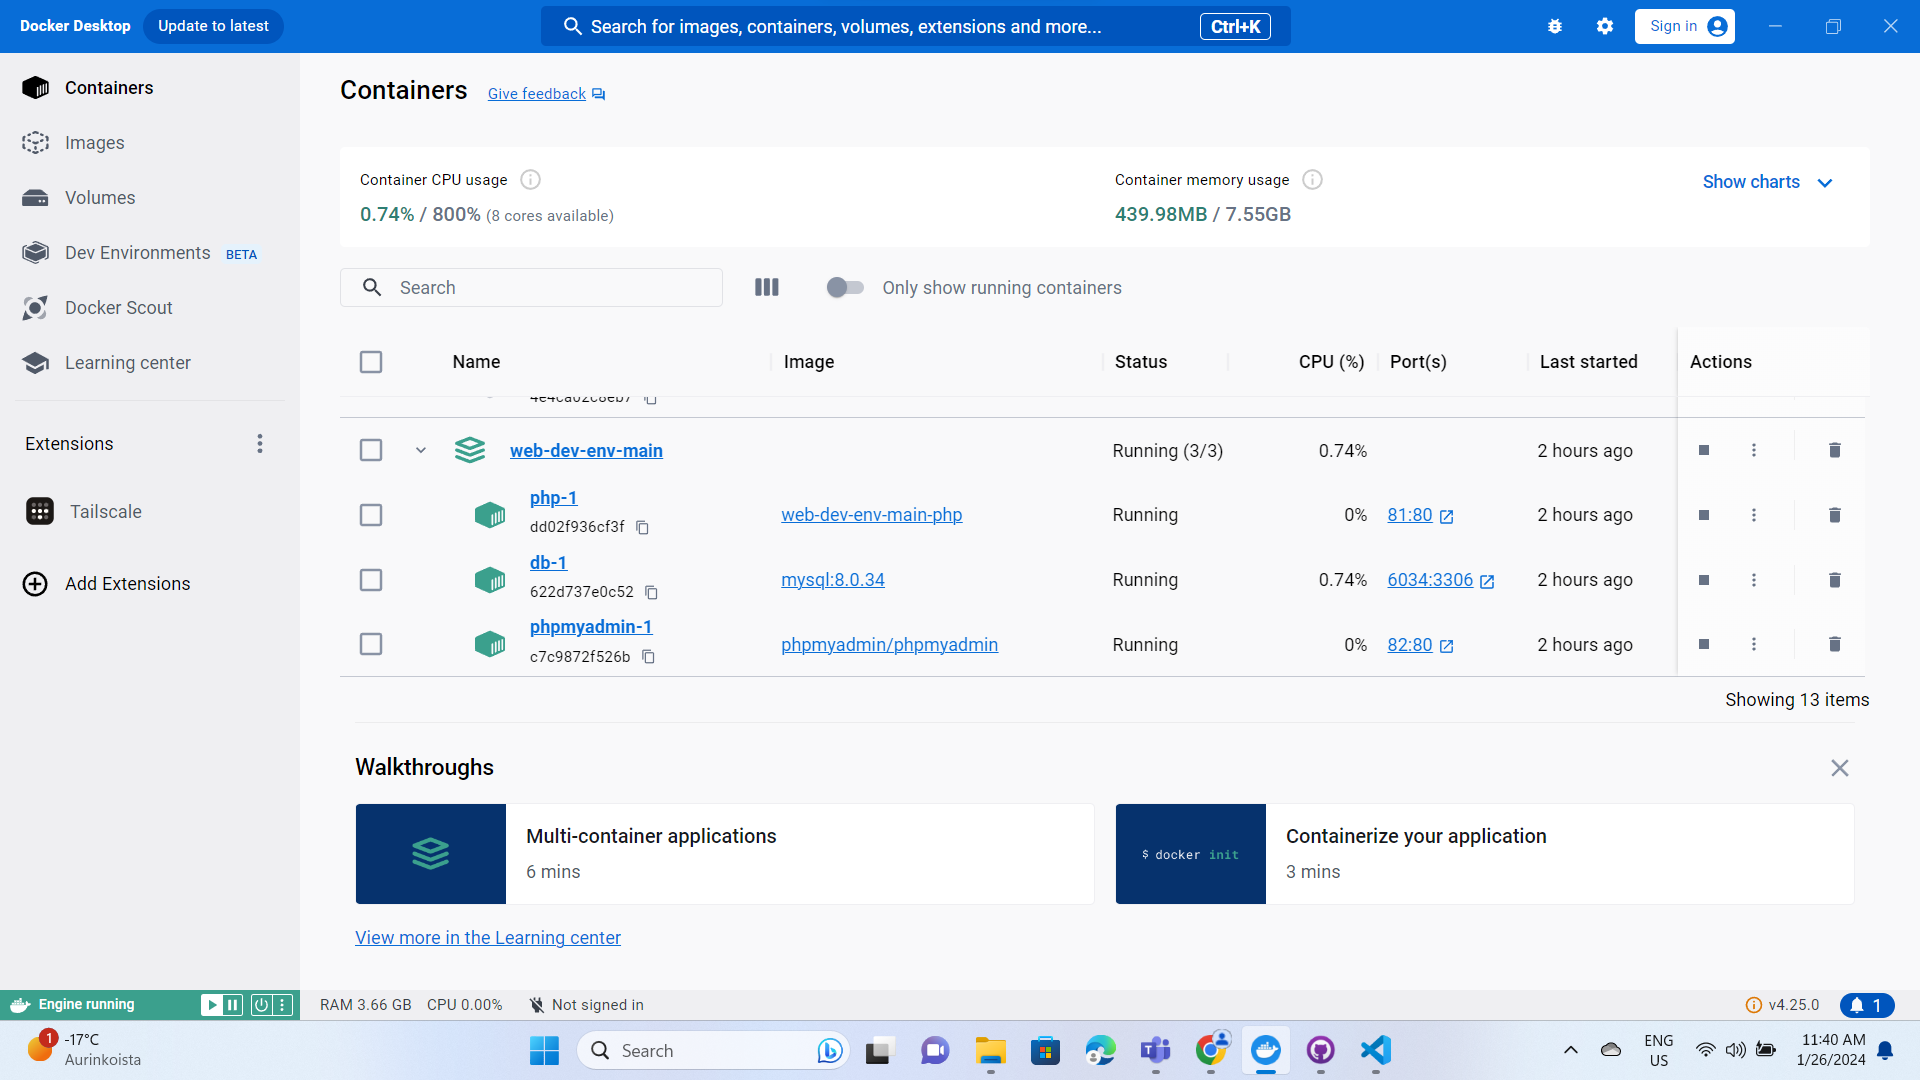 Docker Desktop Update to latest Search for images, containers, volumes, extensions and more... Ctrl+K Sign in
Containers
Images
Volumes
Dev Environments BETA
Docker Scout
Learning center
Extensions
Tailscale
Add Extensions
Containers Give feedback
Container CPU usage
0.74% / 800% (8 cores available)
Container memory usage
439.98MB / 7.55GB
Show charts
Search
Only show running containers
Name Image Status CPU (%) Port(s) Last started Actions
4e4ca02c8eb7
web-dev-env-main Running (3/3) 0.74% 2 hours ago
php-1
dd02f936cf3f
web-dev-env-main-php Running 0% 81:80 2 hours ago
db-1
622d737e0c52
mysql:8.0.34 Running 0.74% 6034:3306 2 hours ago
phpmyadmin-1
c7c9872f526b
phpmyadmin/phpmyadmin Running 0% 82:80 2 hours ago
Showing 13 items
Walkthroughs
Multi-container applications
6 mins
$ docker init
Containerize your application
3 mins
View more in the Learning center
Engine running RAM 3.66 GB CPU 0.00% Not signed in v4.25.0 1
1
-17°C
Aurinkoista
Search
ENG
US
11:40 AM
1/26/2024